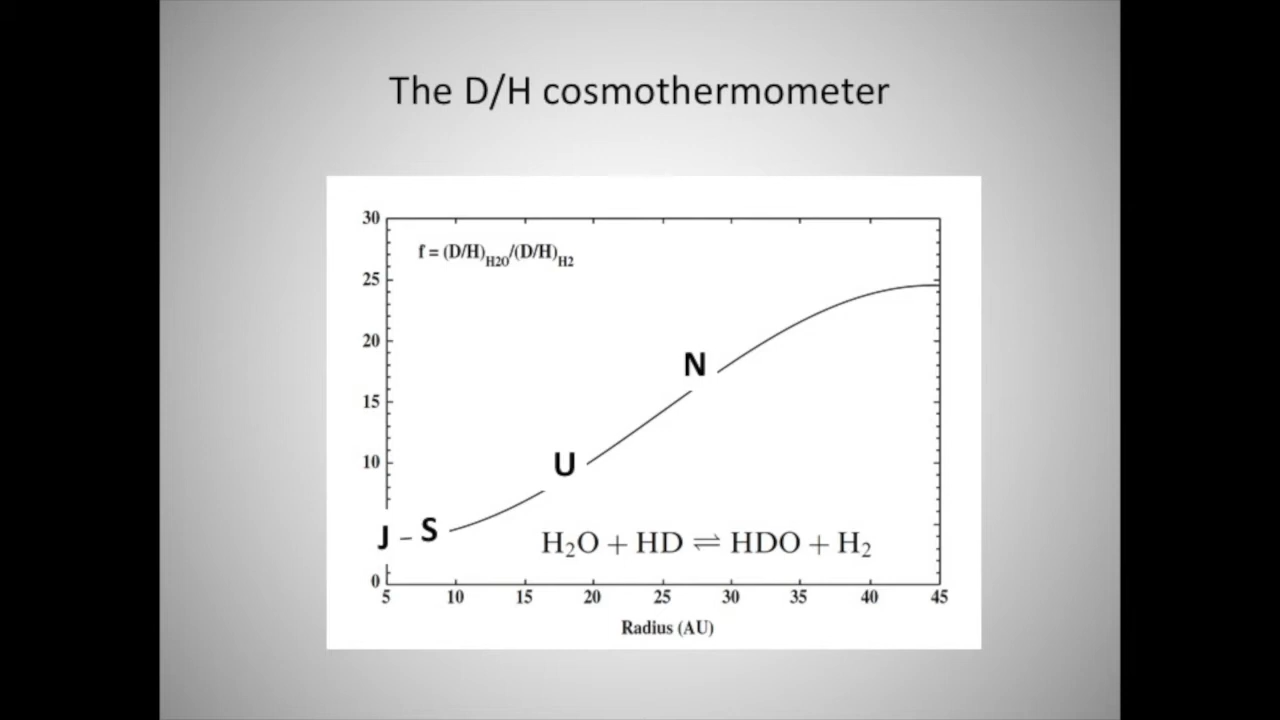 The D/H cosmothermometer
30
f = (D/H)H2O/(D/H)H2
25
20
N
15
10
U
J
S
H₂O + HD ⇌ HDO + H₂
0
5 10 15 20 25 30 35 40 45
Radius (AU)